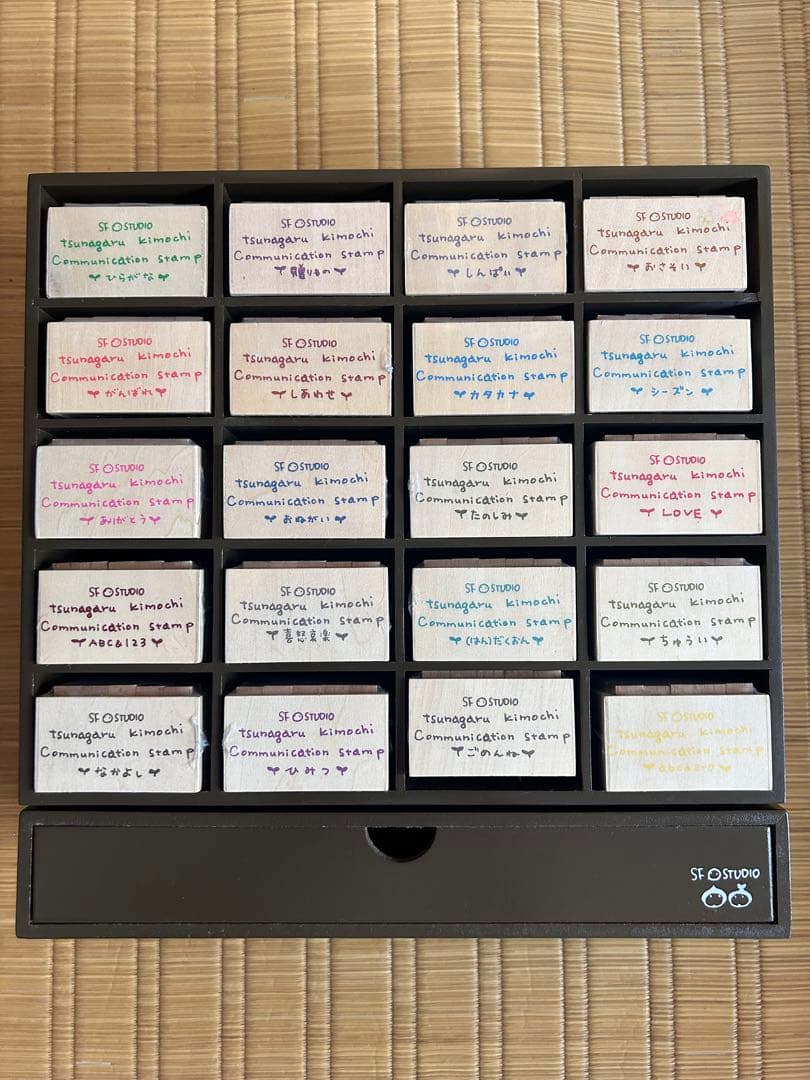 SF STUDIO
tsunagaru kimochi
Communication stamp
ひらがな
SF STUDIO
tsunagaru kimochi
Communication stamp
贈りもの
SF STUDIO
tsunagaru kimochi
Communication stamp
しんぱい
SF STUDIO
tsunagaru kimochi
Communication stamp
おさそい
SF STUDIO
tsunagaru kimochi
Communication stamp
がんばれ
SF STUDIO
tsunagaru kimochi
Communication stamp
しあわせ
SF STUDIO
tsunagaru kimochi
Communication stamp
カタカナ
SF STUDIO
tsunagaru kimochi
Communication stamp
シーズン
SF STUDIO
tsunagaru kimochi
Communication stamp
ありがとう
SF STUDIO
tsunagaru kimochi
Communication stamp
おねがい
SF STUDIO
tsunagaru kimochi
Communication stamp
たのしみ
SF STUDIO
tsunagaru kimochi
Communication stamp
LOVE
SF STUDIO
tsunagaru kimochi
Communication stamp
ABC&123
SF STUDIO
tsunagaru kimochi
Communication stamp
喜怒哀楽
SF STUDIO
tsunagaru kimochi
Communication stamp
(はん)だくおん
SF STUDIO
tsunagaru kimochi
Communication stamp
ちゅうい
SF STUDIO
tsunagaru kimochi
Communication stamp
なかよし
SF STUDIO
tsunagaru kimochi
Communication stamp
ひみつ
SF STUDIO
tsunagaru kimochi
Communication stamp
ごめんね
SF STUDIO
tsunagaru kimochi
Communication stamp
SF STUDIO